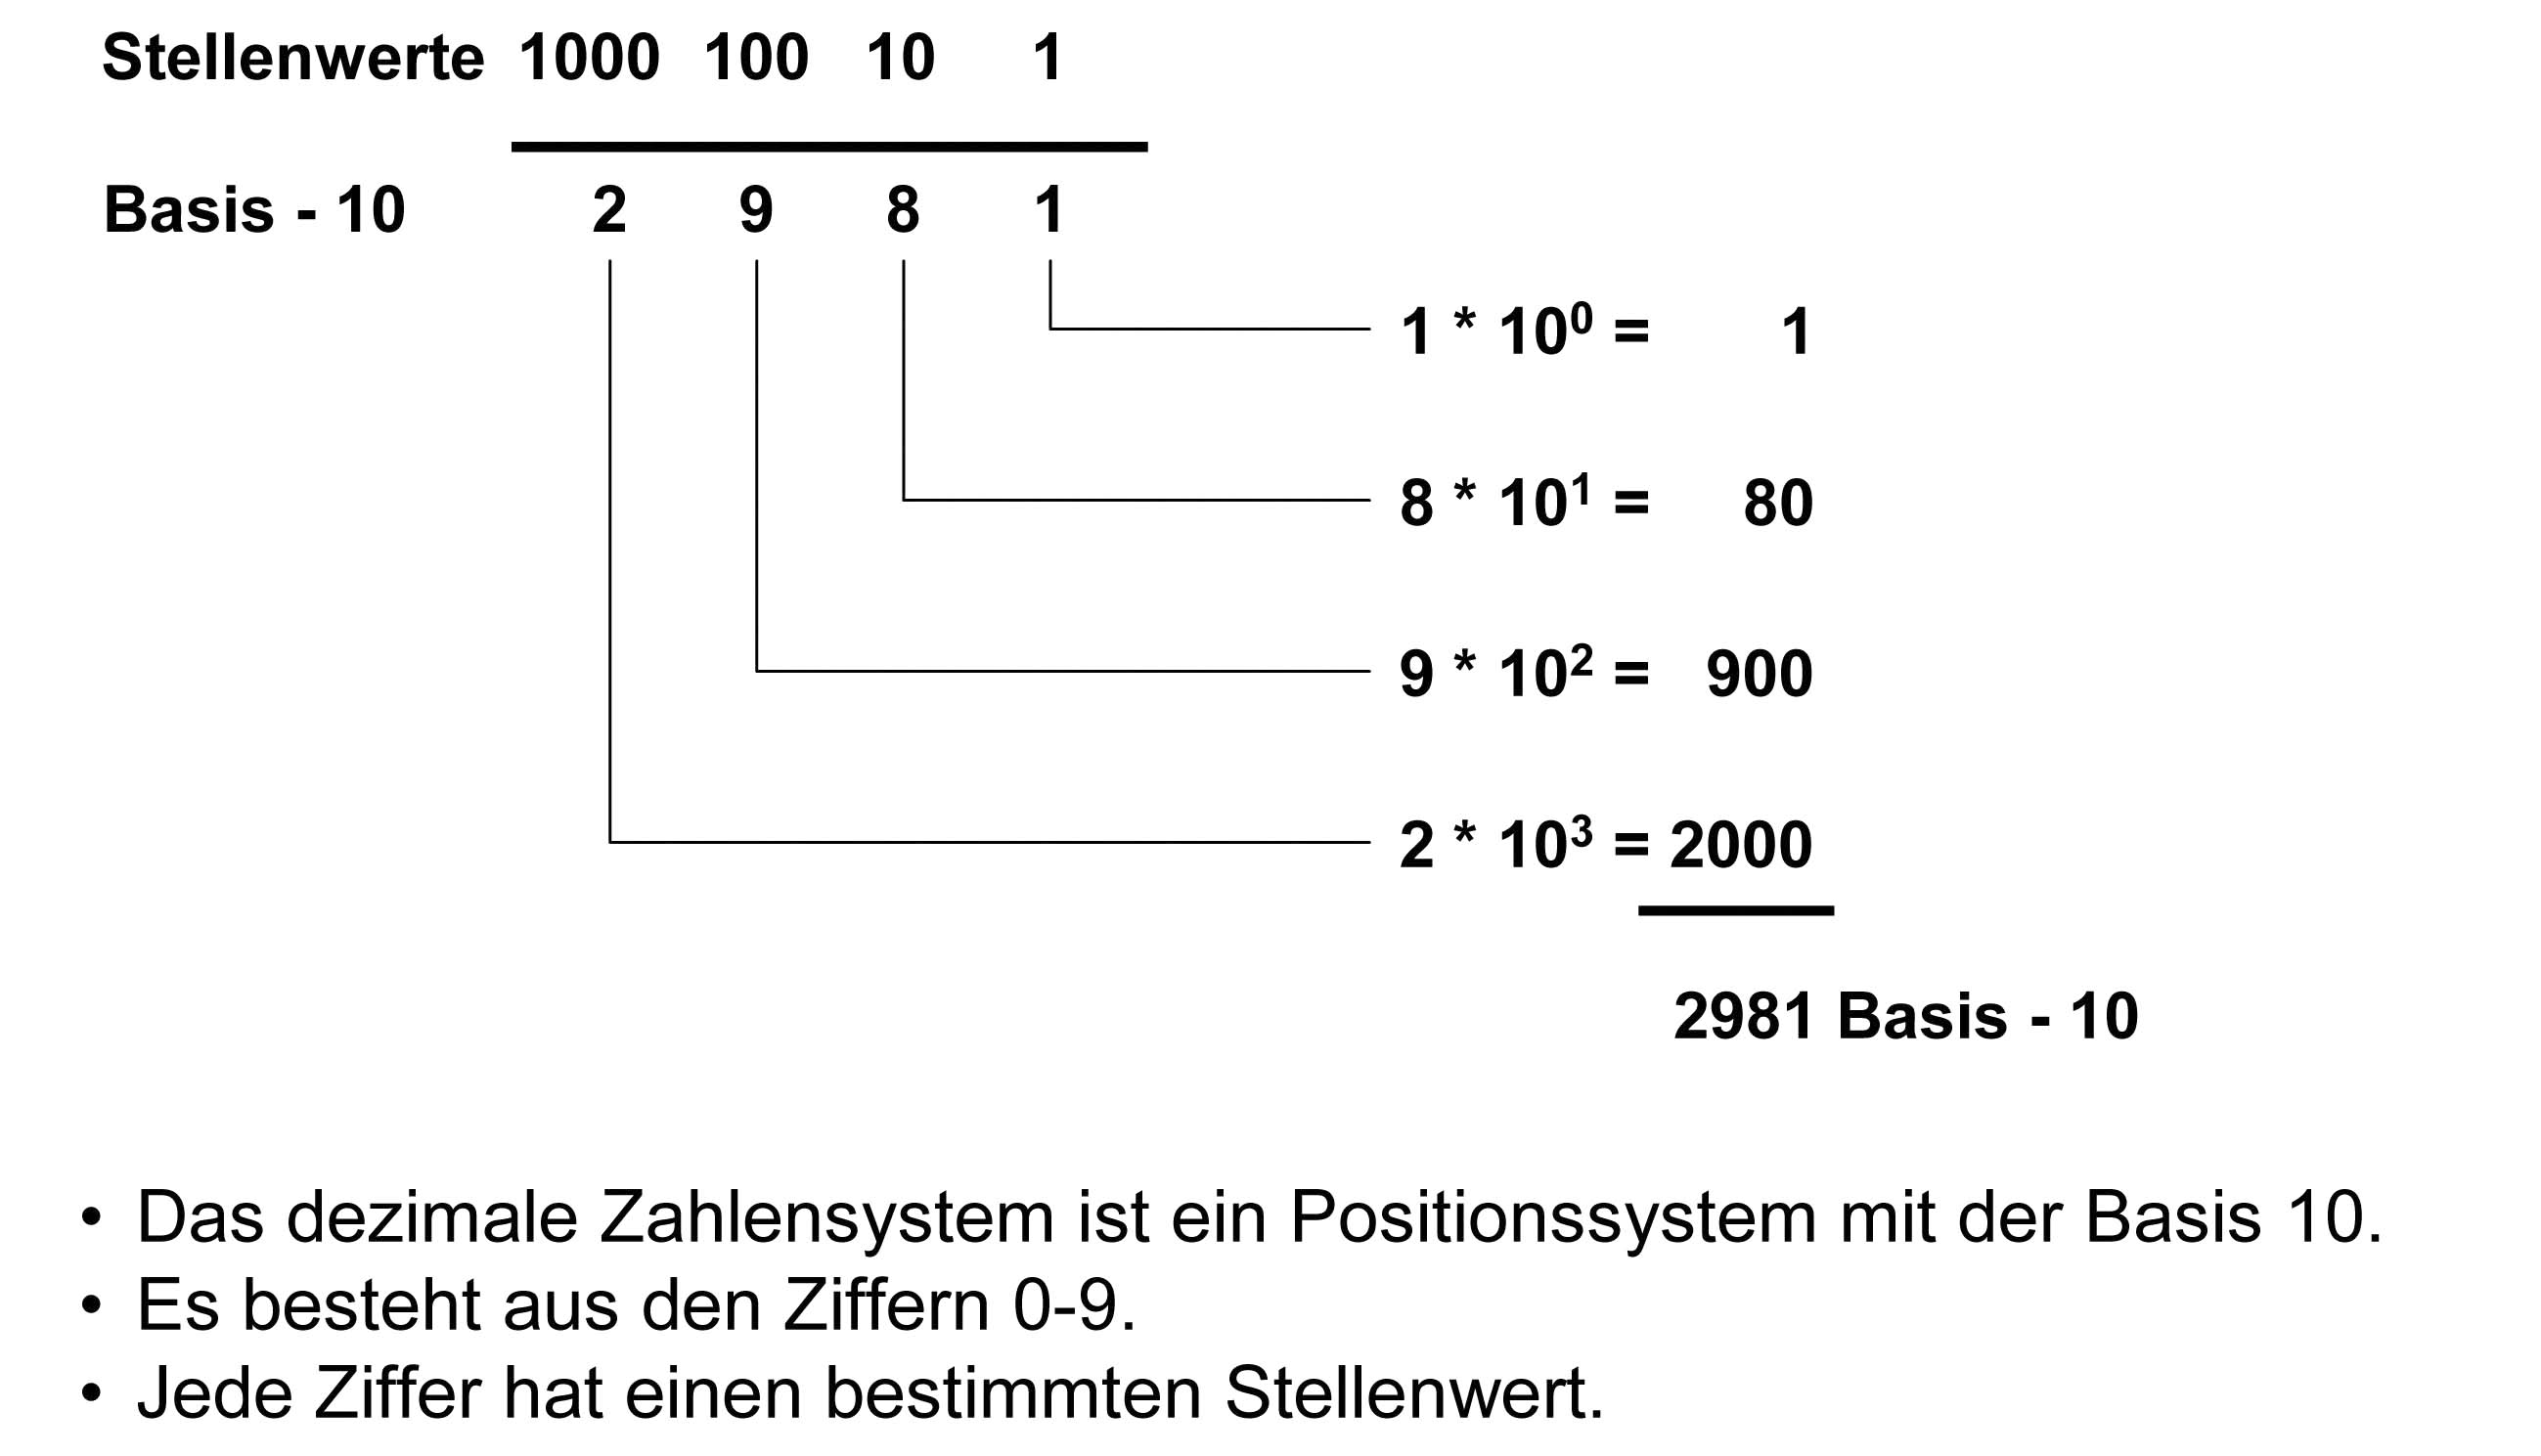 Stellenwerte 1000 100 10 1
Basis - 10 2 9 8 1
1 * 10⁰ = 1
8 * 10¹ = 80
9 * 10² = 900
2 * 10³ = 2000
2981 Basis - 10
• Das dezimale Zahlensystem ist ein Positionssystem mit der Basis 10.
• Es besteht aus den Ziffern 0-9.
• Jede Ziffer hat einen bestimmten Stellenwert.